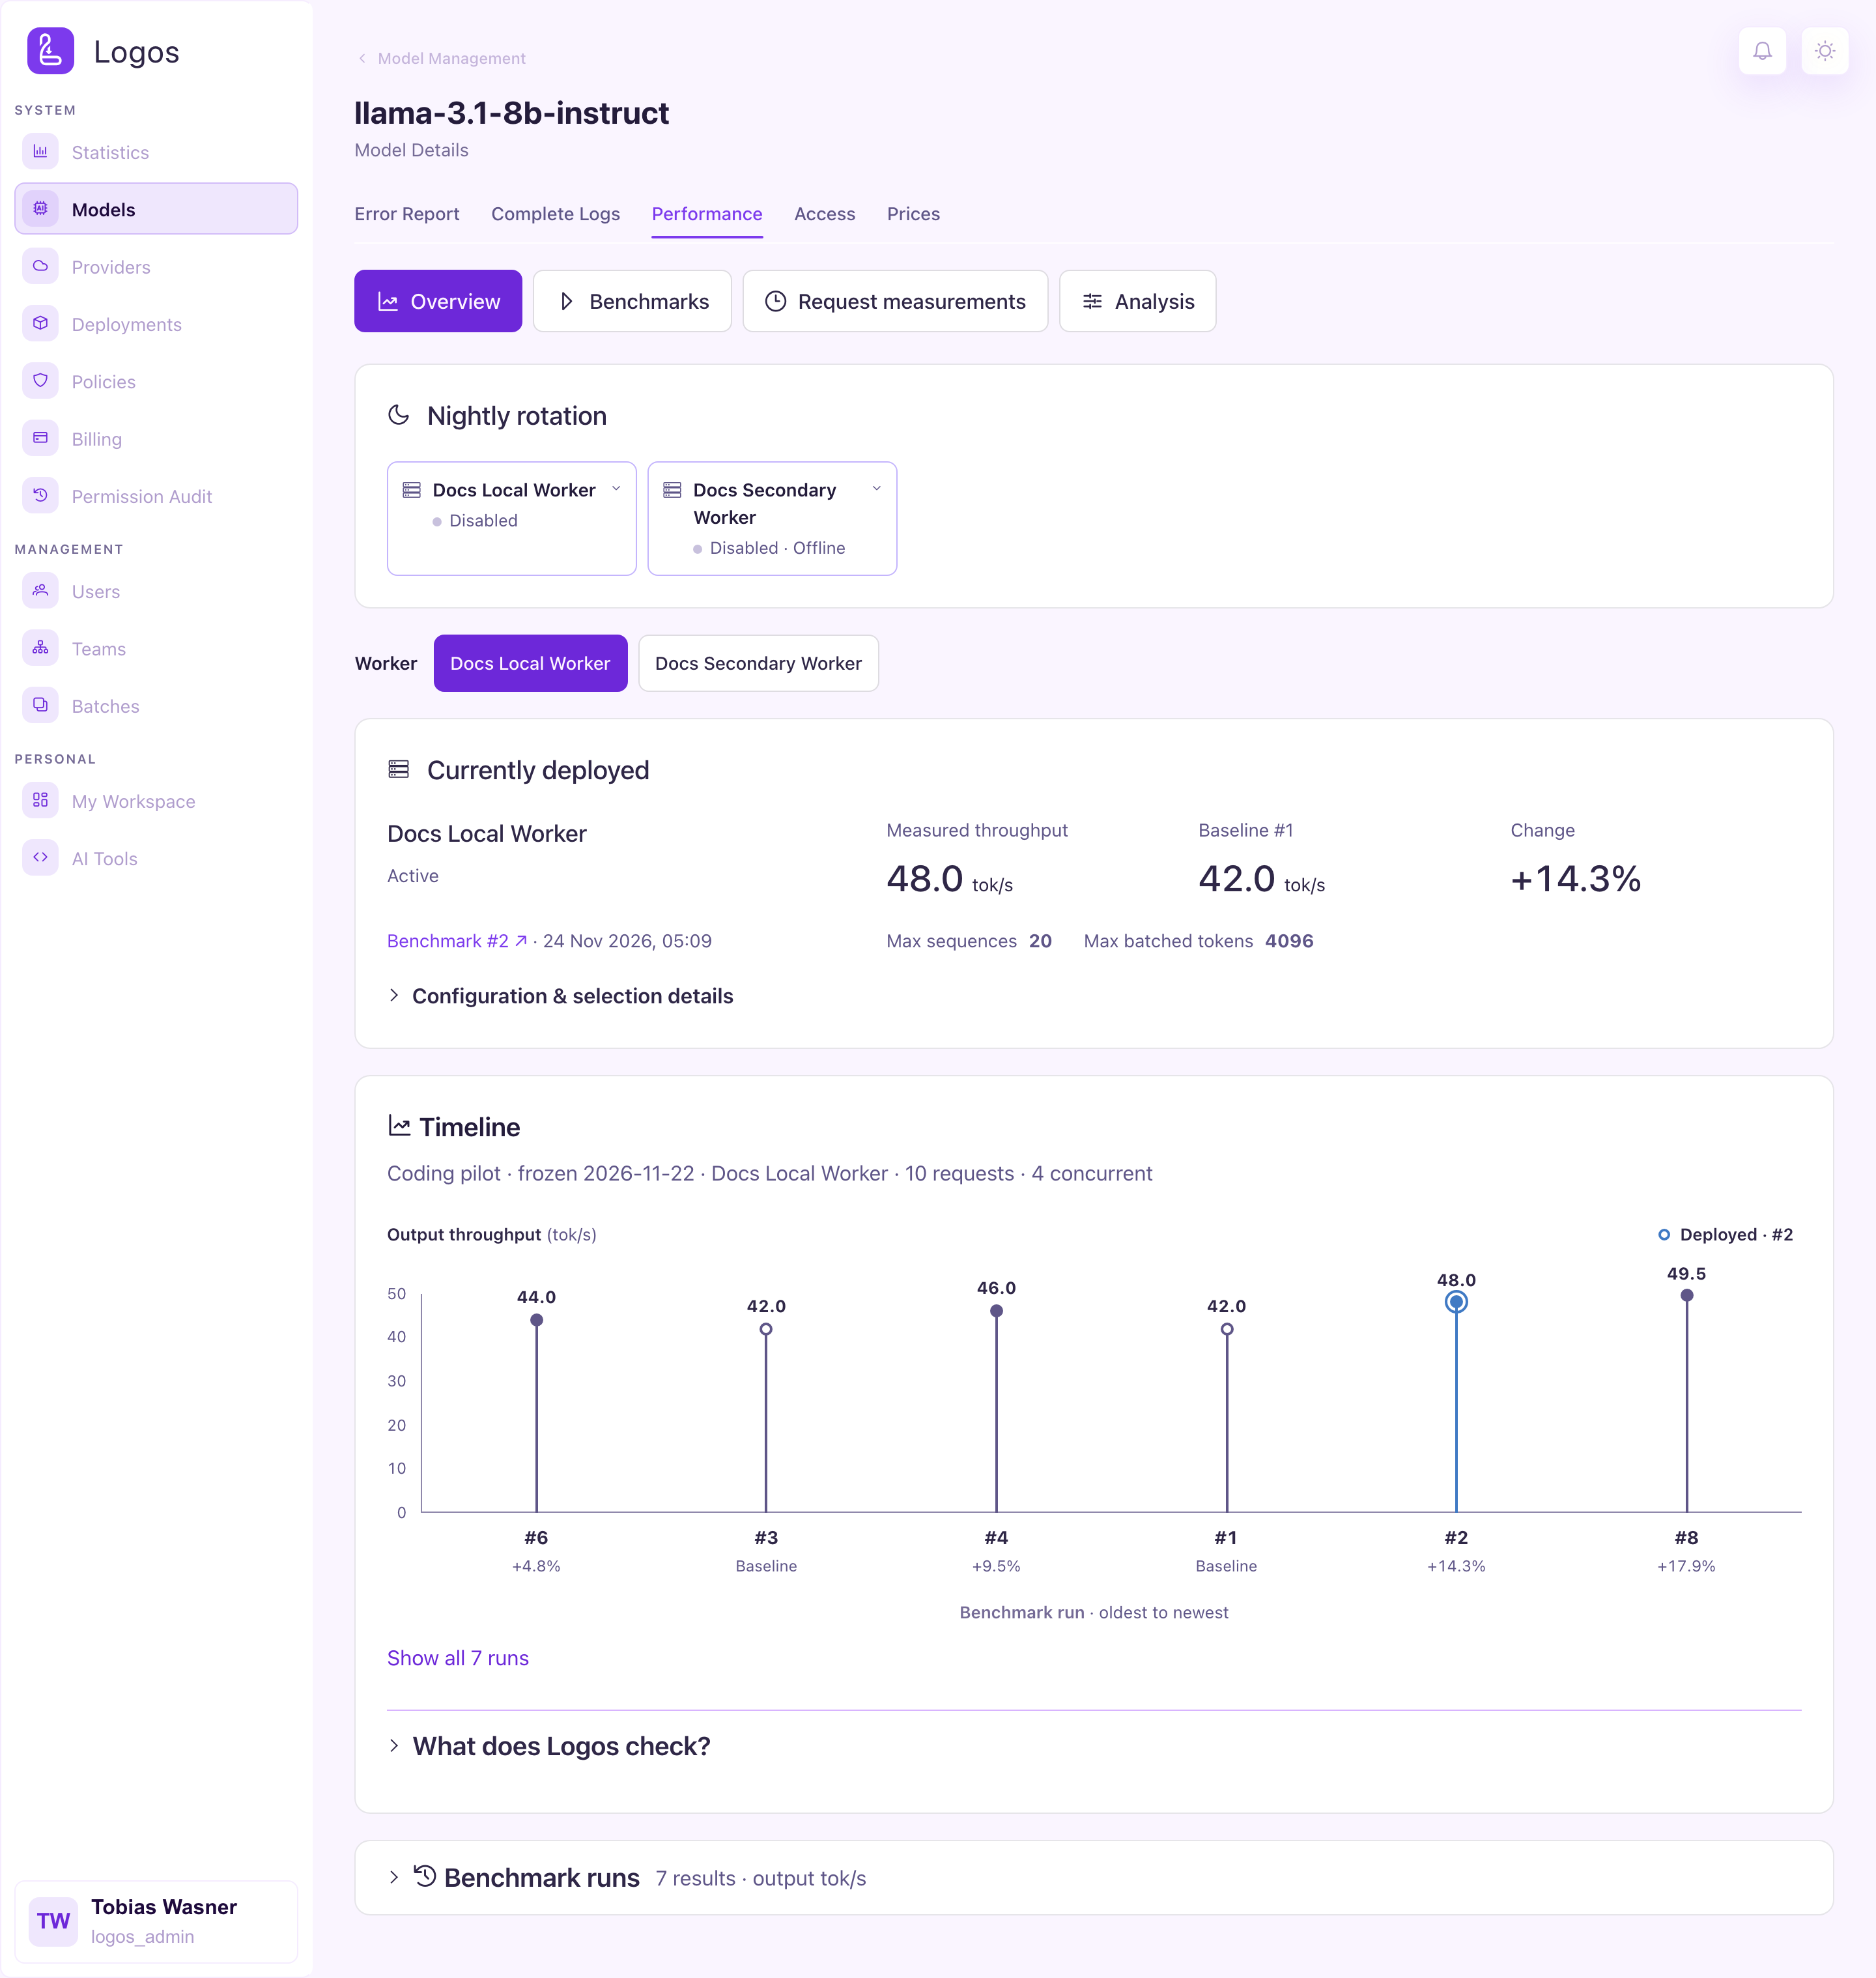 Logos
SYSTEM
Statistics
Models
Providers
Deployments
Policies
Billing
Permission Audit
MANAGEMENT
Users
Teams
Batches
PERSONAL
My Workspace
AI Tools
TW
Tobias Wasner
logos_admin
Model Management
llama-3.1-8b-instruct
Model Details
Error Report Complete Logs Performance Access Prices
Overview Benchmarks Request measurements Analysis
Nightly rotation
Docs Local Worker
Disabled
Docs Secondary
Worker
Disabled · Offline
Worker Docs Local Worker Docs Secondary Worker
Currently deployed
Docs Local Worker
Active
Measured throughput
48.0 tok/s
Baseline #1
42.0 tok/s
Change
+14.3%
Benchmark #2 ↗ · 24 Nov 2026, 05:09
Max sequences 20 Max batched tokens 4096
Configuration & selection details
Timeline
Coding pilot · frozen 2026-11-22 · Docs Local Worker · 10 requests · 4 concurrent
Output throughput (tok/s)
Deployed · #2
50
40
30
20
10
0
44.0 42.0 46.0 42.0 48.0 49.5
#6 #3 #4 #1 #2 #8
+4.8% Baseline +9.5% Baseline +14.3% +17.9%
Benchmark run · oldest to newest
Show all 7 runs
What does Logos check?
Benchmark runs 7 results · output tok/s